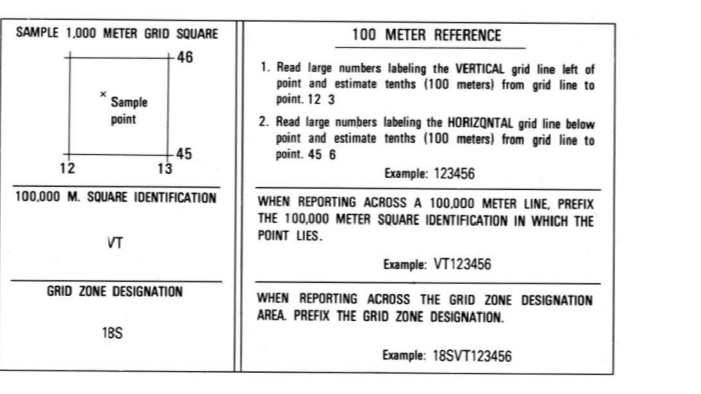 SAMPLE 1,000 METER GRID SQUARE
46
× Sample
point
45
12 13
100,000 M. SQUARE IDENTIFICATION
VT
GRID ZONE DESIGNATION
18S
100 METER REFERENCE
1. Read large numbers labeling the VERTICAL grid line left of
point and estimate tenths (100 meters) from grid line to
point. 12 3
2. Read large numbers labeling the HORIZQNTAL grid line below
point and estimate tenths (100 meters) from grid line to
point. 45 6
Example: 123456
WHEN REPORTING ACROSS A 100,000 METER LINE, PREFIX
THE 100,000 METER SQUARE IDENTIFICATION IN WHICH THE
POINT LIES.
Example: VT123456
WHEN REPORTING ACROSS THE GRID ZONE DESIGNATION
AREA. PREFIX THE GRID ZONE DESIGNATION.
Example: 18SVT123456